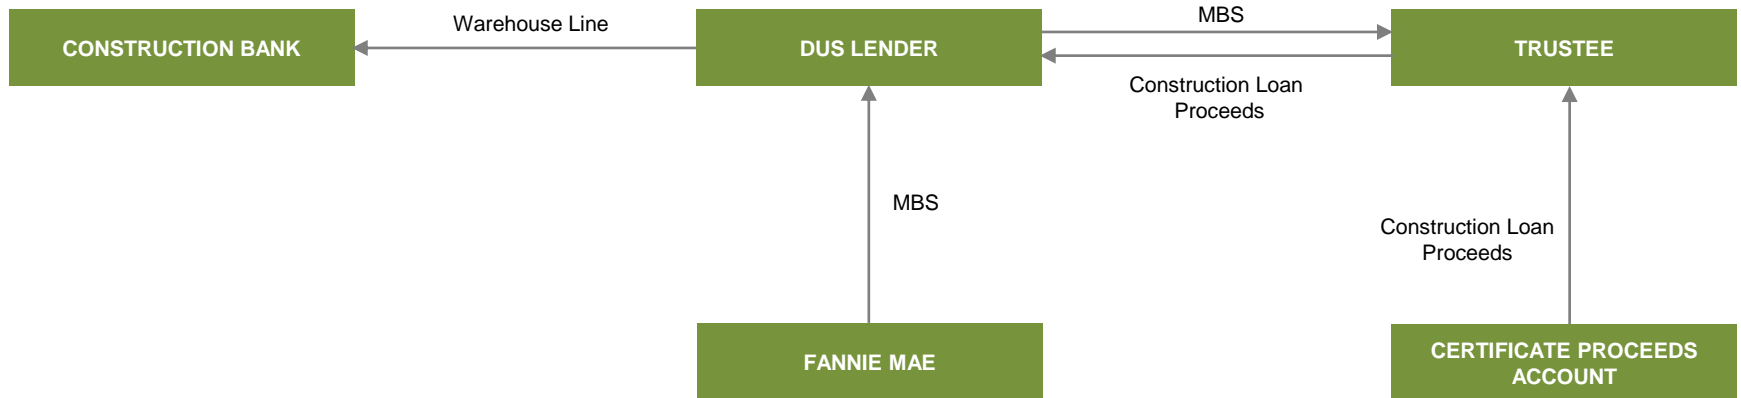 Warehouse Line
MBS
CONSTRUCTION BANK
DUS LENDER
TRUSTEE
Construction Loan
Proceeds
MBS
Construction Loan
Proceeds
FANNIE MAE
CERTIFICATE PROCEEDS
ACCOUNT